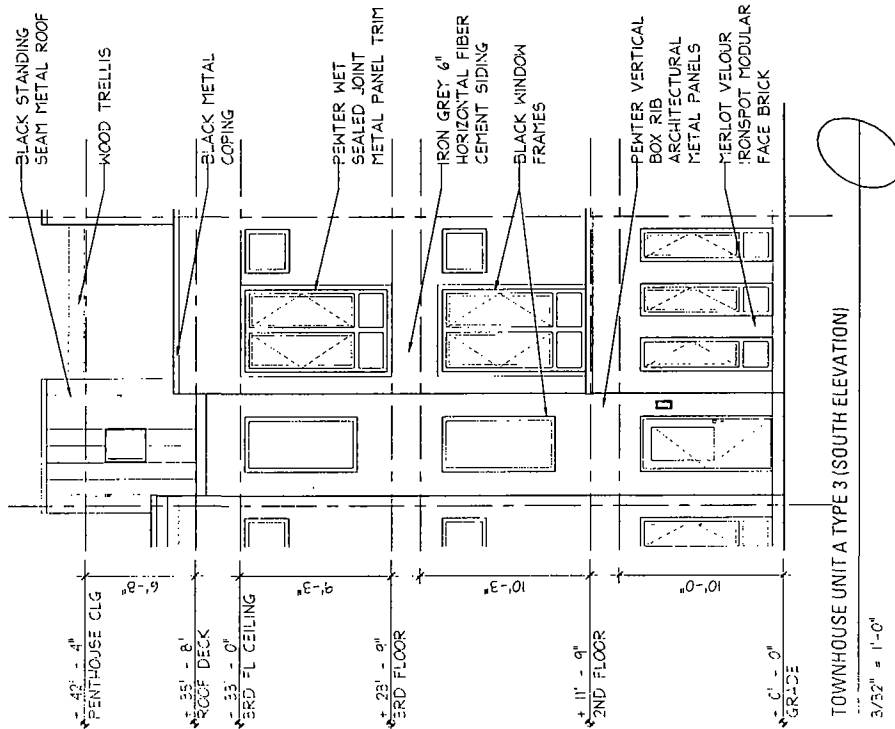 BLACK STANDING
SEAM METAL ROOF
WOOD TRELLIS
BLACK METAL
COPING
PEWTER WET
SEALED JOINT
METAL PANEL TRIM
IRON GREY 6"
HORIZONTAL FIBER
CEMENT SIDING
BLACK WINDOW
FRAMES
PEWTER VERTICAL
BOX RIB
ARCHITECTURAL
METAL PANELS
MERLOT VELOUR
IRONSPOT MODULAR
FACE BRICK
6'-8"
9'-3"
10'-3"
10'-0"
+ 42' - 4"
PENTHOUSE CLG
+ 35' - 8"
ROOF DECK
+ 33' - 0"
3RD FL CEILING
+ 23' - 9"
3RD FLOOR
+ 11' - 9"
2ND FLOOR
+ 0' - 0"
GRADE
TOWNHOUSE UNIT A TYPE 3 (SOUTH ELEVATION)
3/32" = 1'-0"